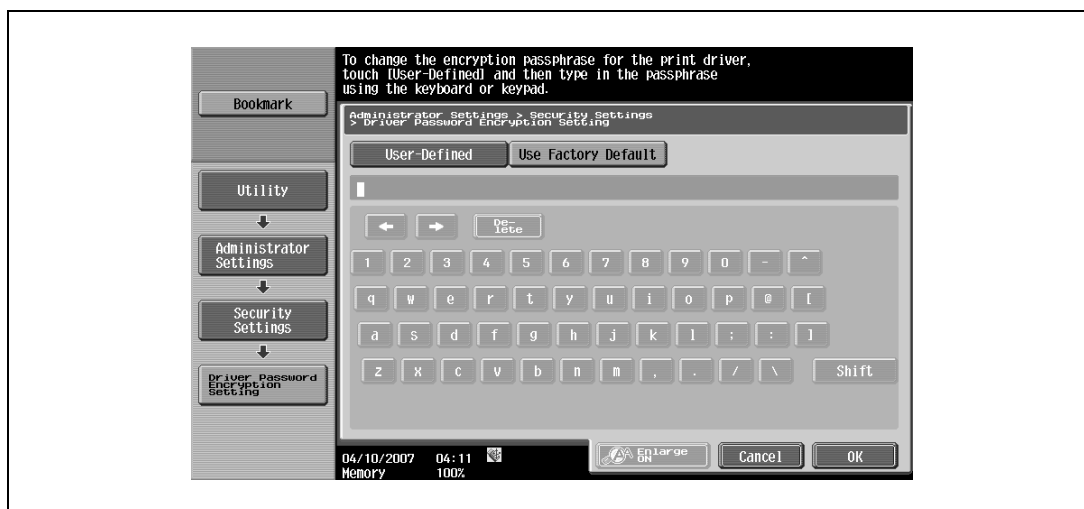 To change the encryption passphrase for the print driver,
touch [User-Defined] and then type in the passphrase
using the keyboard or keypad.
Bookmark
Administrator Settings > Security Settings
> Driver Password Encryption Setting
User-Defined Use Factory Default
Utility
De-
lete
Administrator
Settings
1 2 3 4 5 6 7 8 9 0 - ^
q w e r t y u i o p @ [
Security
Settings
a s d f g h j k l ; : ]
z x c v b n m , . / \ Shift
Driver Password
Encryption
Setting
Enlarge
ON
Cancel OK
04/10/2007 04:11
Memory 100%